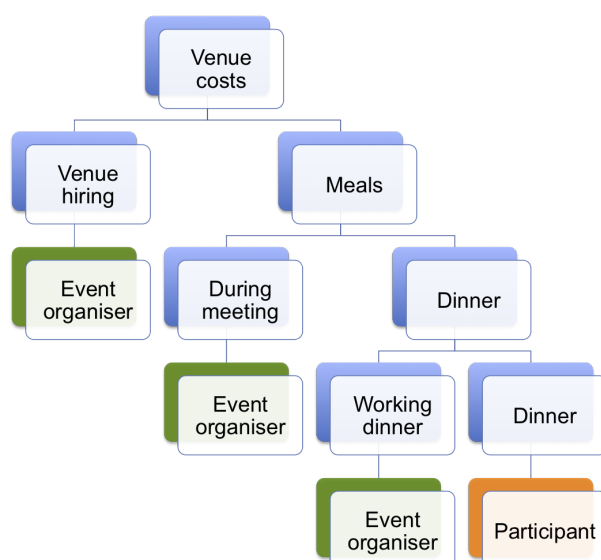 Venue
costs
Venue
hiring
Meals
Event
organiser
During
meeting
Dinner
Event
organiser
Working
dinner
Dinner
Event
organiser
Participant